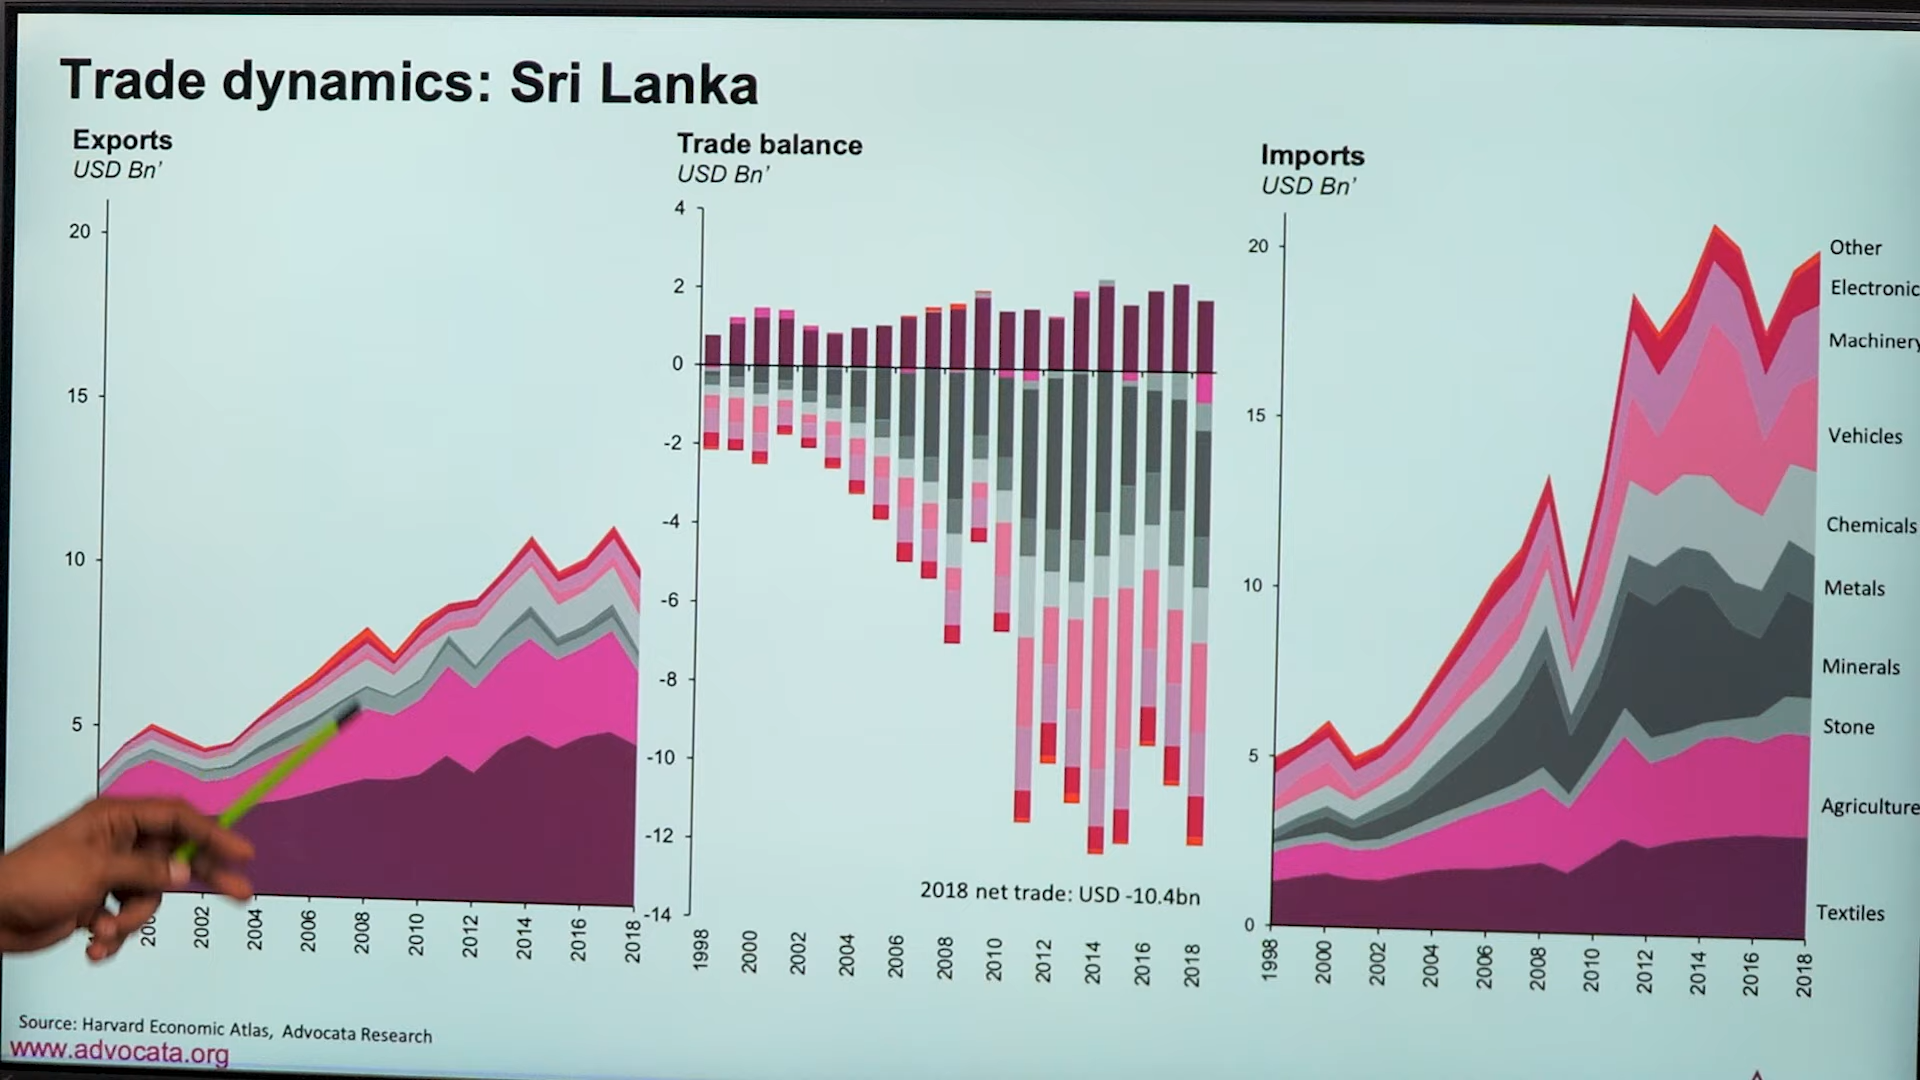 Trade dynamics: Sri Lanka
Exports
USD Bn’
20
15
10
5
2002
2004
2006
2008
2010
2012
2014
2016
2018
Trade balance
USD Bn’
4
2
0
-2
-4
-6
-8
-10
-12
-14
2018 net trade: USD -10.4bn
1998
2000
2002
2004
2006
2008
2010
2012
2014
2016
2018
Imports
USD Bn’
20
15
10
5
0
1998
2000
2002
2004
2006
2008
2010
2012
2014
2016
2018
Other
Electronic
Machinery
Vehicles
Chemicals
Metals
Minerals
Stone
Agriculture
Textiles
Source: Harvard Economic Atlas, Advocata Research
www.advocata.org